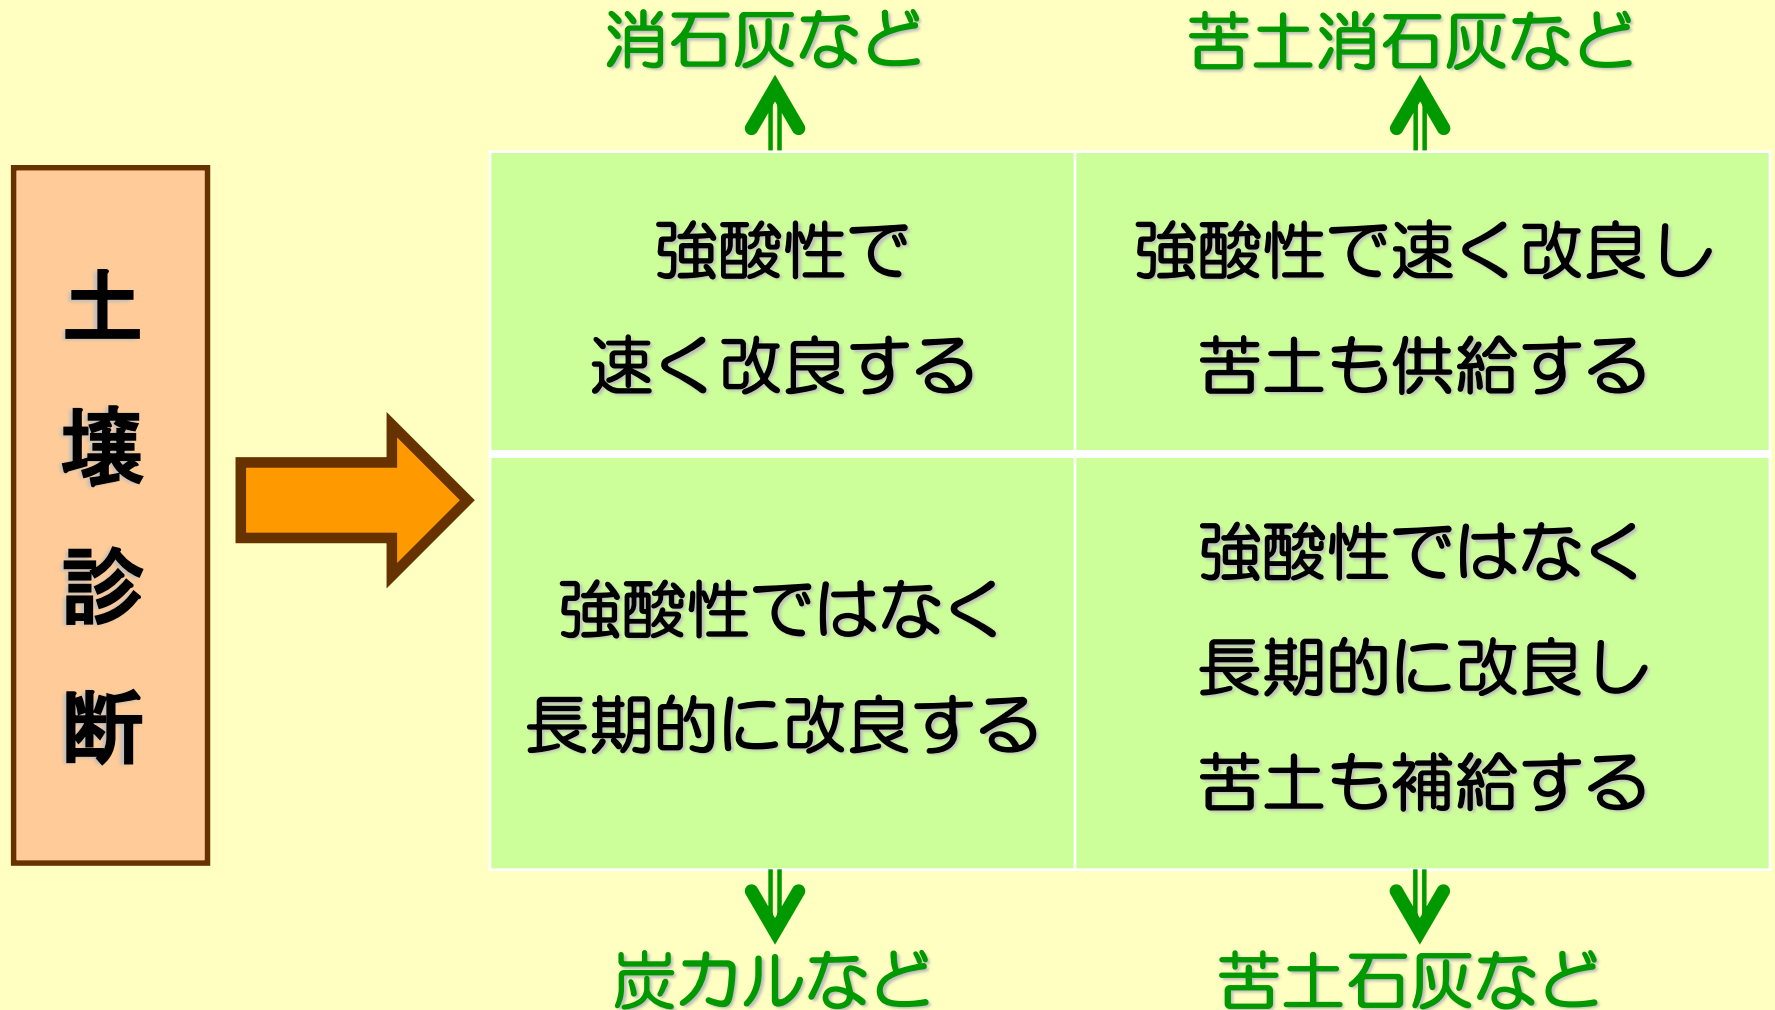 消石灰など
苦土消石灰など
土壌診断
強酸性で
速く改良する
強酸性で速く改良し
苦土も供給する
強酸性ではなく
長期的に改良する
強酸性ではなく
長期的に改良し
苦土も補給する
炭カルなど
苦土石灰など